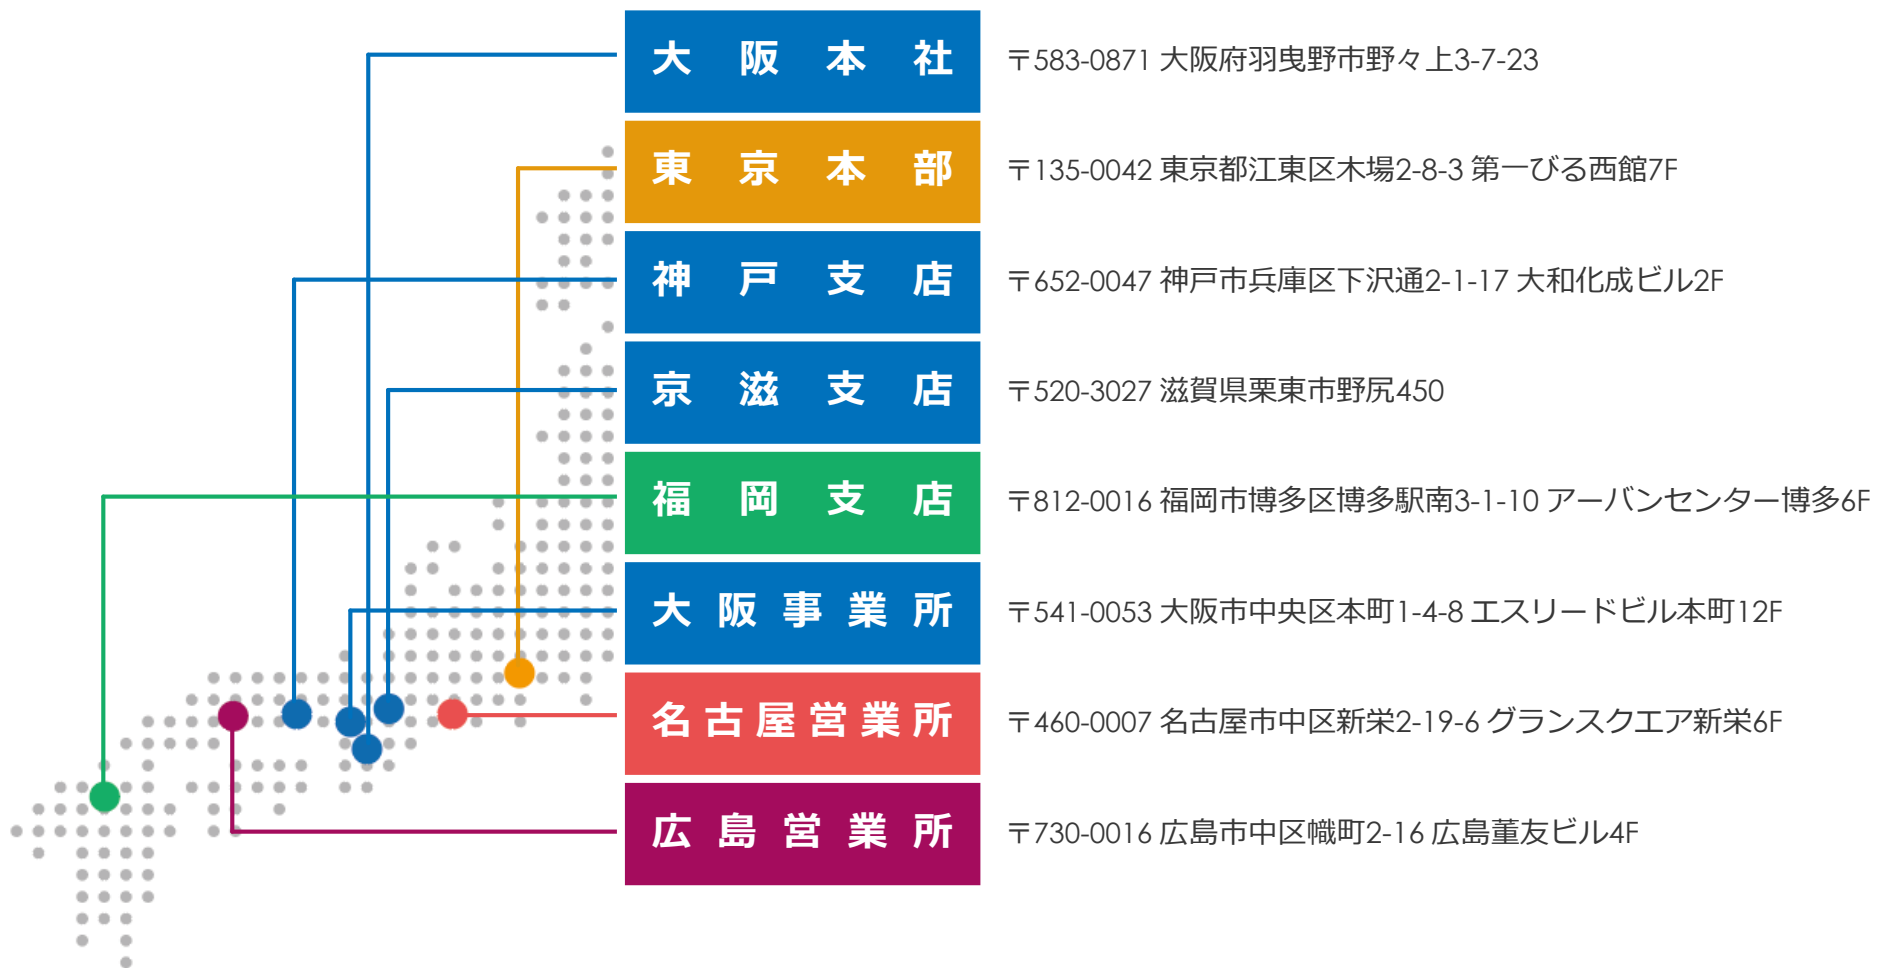 大阪本社 〒583-0871 大阪府羽曳野市野々上3-7-23
東京本部 〒135-0042 東京都江東区木場2-8-3 第一びる西館7F
神戸支店 〒652-0047 神戸市兵庫区下沢通2-1-17 大和化成ビル2F
京滋支店 〒520-3027 滋賀県栗東市野尻450
福岡支店 〒812-0016 福岡市博多区博多駅南3-1-10 アーバンセンター博多6F
大阪事業所 〒541-0053 大阪市中央区本町1-4-8 エスリードビル本町12F
名古屋営業所 〒460-0007 名古屋市中区新栄2-19-6 グランスクエア新栄6F
広島営業所 〒730-0016 広島市中区幟町2-16 広島菫友ビル4F